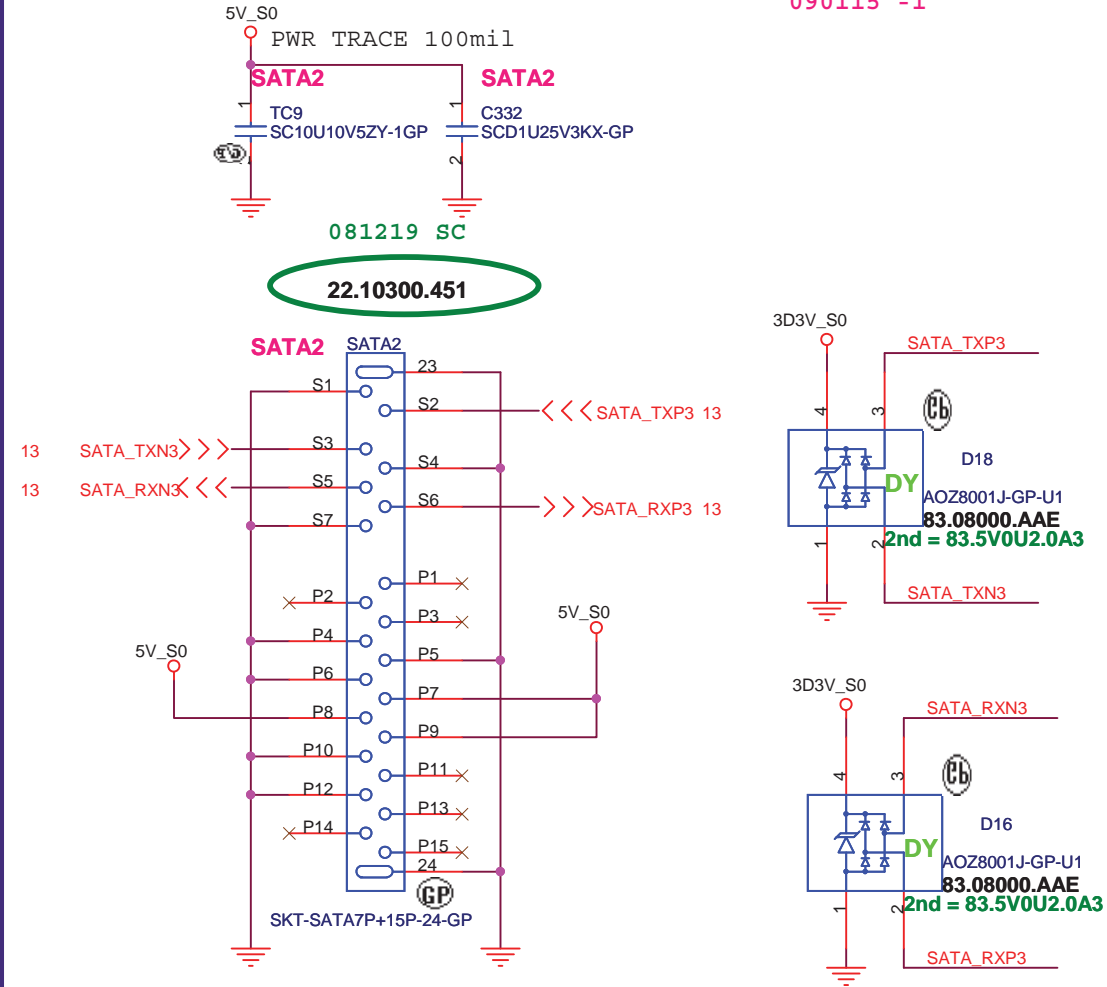 090115 -1
5V_S0
PWR TRACE 100mil
SATA2
SATA2
1
1
TC9
SC10U10V5ZY-1GP
C332
SCD1U25V3KX-GP
2
081219 SC
22.10300.451
SATA2
SATA2
23
S1
S2
SATA_TXP3 13
13 SATA_TXN3
S3
S4
13 SATA_RXN3
S5
S6
SATA_RXP3 13
S7
P1
P2
P3
5V_S0
P4
5V_S0
P5
P6
P7
P8
P9
P10
P11
P12
P13
P14
P15
24
GP
SKT-SATA7P+15P-24-GP
3D3V_S0
SATA_TXP3
4
3
D18
DY
AOZ8001J-GP-U1
83.08000.AAE
2nd = 83.5V0U2.0A3
1
2
SATA_TXN3
3D3V_S0
SATA_RXN3
4
3
D16
DY
AOZ8001J-GP-U1
83.08000.AAE
2nd = 83.5V0U2.0A3
1
2
SATA_RXP3